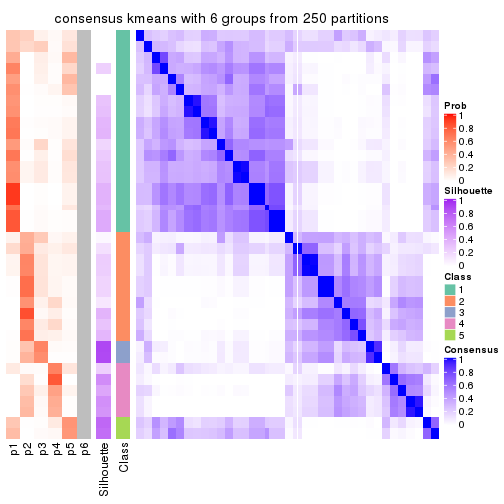 consensus kmeans with 6 groups from 250 partitions
Prob
1
0.8
0.6
0.4
0.2
0
Silhouette
1
0.8
0.6
0.4
0.2
0
Class
1
2
3
4
5
Consensus
1
0.8
0.6
0.4
0.2
0
p1
p2
p3
p4
p5
p6
Silhouette
Class